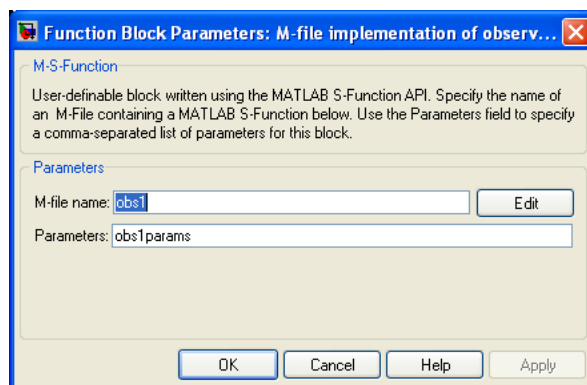 Function Block Parameters: M-file implementation of observ...
M-S-Function
User-definable block written using the MATLAB S-Function API. Specify the name of
an M-File containing a MATLAB S-Function below. Use the Parameters field to specify
a comma-separated list of parameters for this block.
Parameters
M-file name: obs1 Edit
Parameters: obs1params
OK Cancel Help Apply